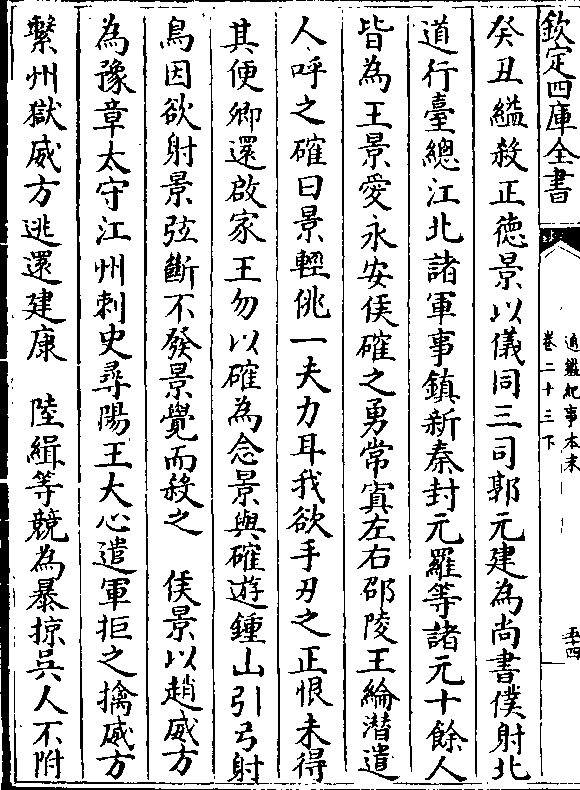 欽定四庫全書
通鑑紀事本末
卷二十三下
五十四
癸丑縊殺正德景以儀同三司郭元建為尚書僕射北
道行臺總江北諸軍事鎮新秦封元羅等諸元十餘人
皆為王景愛永安侯確之勇常寘左右邵陵王綸潜遣
人呼之確曰景輕佻一夫力耳我欲手刃之正恨未得
其便卿還啟家王勿以確為念景與確遊鍾山引弓射
鳥因欲射景弦斷不發景覺而殺之 侯景以趙威方
為豫章太守江州刺史尋陽王大心遣軍拒之擒威方
繫州獄威方逃還建康 陸緝等競為暴掠吳人不附